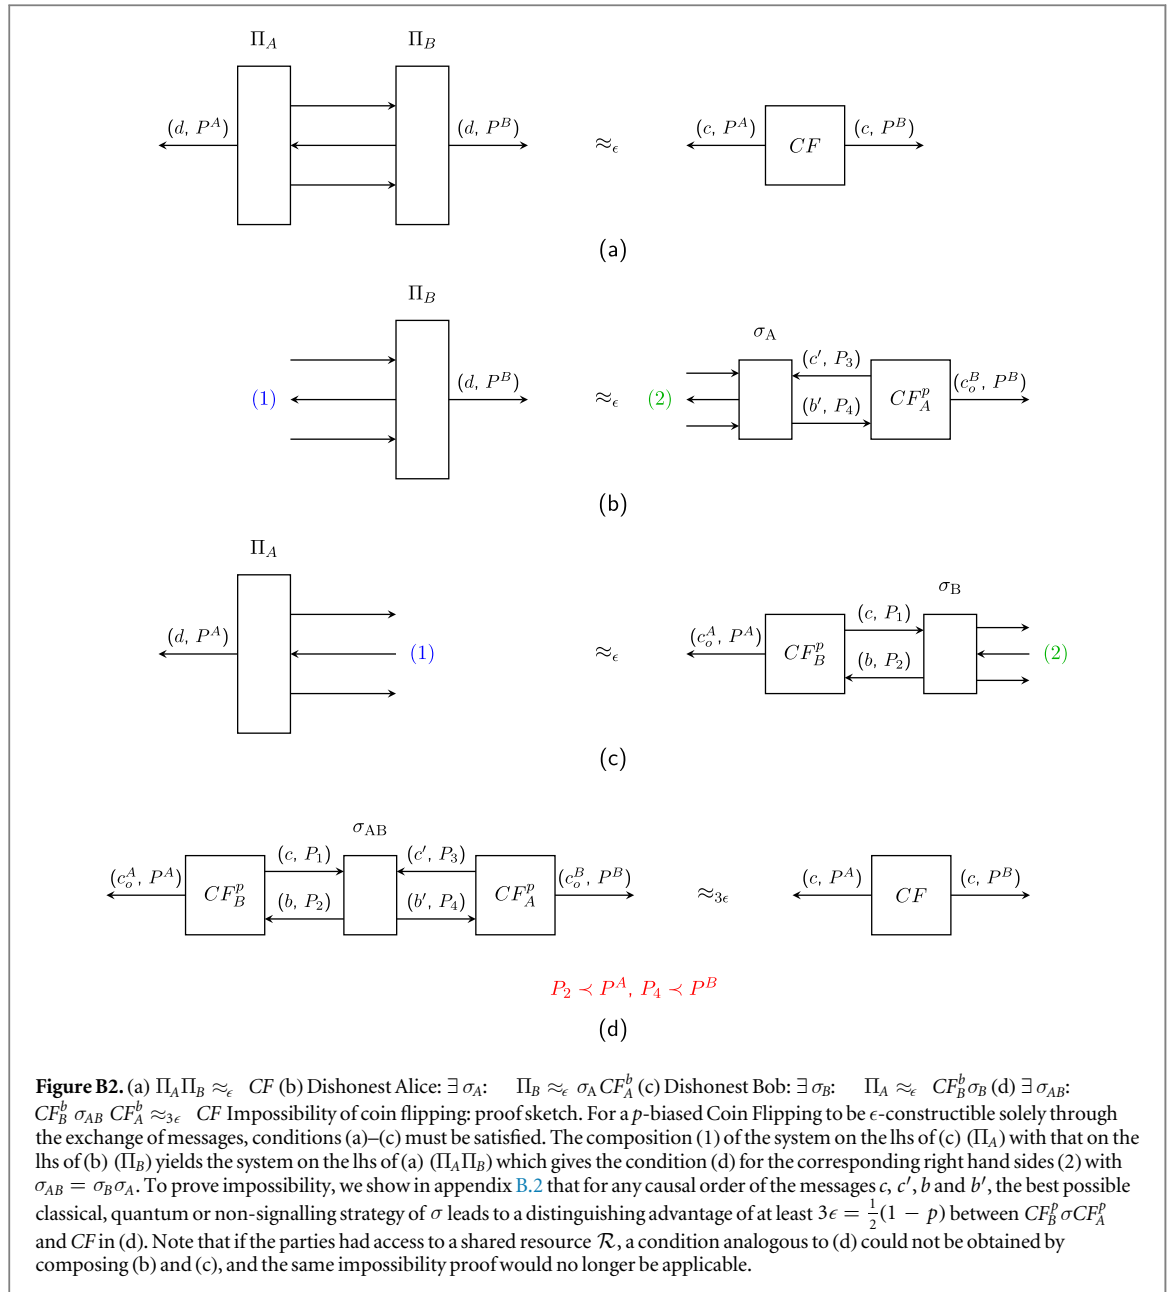 Π_A Π_B
(d, P^A) (d, P^B) ≈_ϵ (c, P^A) CF (c, P^B)
(a)
Π_B
σ_A
(1) (d, P^B) ≈_ϵ (2) (c′, P_3) (b′, P_4) CF_A^p (c_o^B, P^B)
(b)
Π_A
σ_B
(d, P^A) (1) ≈_ϵ (c_o^A, P^A) CF_B^p (c, P_1) (b, P_2) (2)
(c)
σ_AB
(c_o^A, P^A) CF_B^p (c, P_1) (b, P_2) (c′, P_3) (b′, P_4) CF_A^p (c_o^B, P^B) ≈_3ϵ (c, P^A) CF (c, P^B)
P_2 ≺ P^A, P_4 ≺ P^B
(d)
Figure B2. (a) Π_AΠ_B ≈_ϵ CF (b) Dishonest Alice: ∃ σ_A: Π_B ≈_ϵ σ_A CF_A^b (c) Dishonest Bob: ∃ σ_B: Π_A ≈_ϵ CF_B^b σ_B (d) ∃ σ_AB:
CF_B^b σ_AB CF_A^b ≈_3ϵ CF Impossibility of coin flipping: proof sketch. For a p-biased Coin Flipping to be ϵ-constructible solely through
the exchange of messages, conditions (a)–(c) must be satisfied. The composition (1) of the system on the lhs of (c) (Π_A) with that on the
lhs of (b) (Π_B) yields the system on the lhs of (a) (Π_AΠ_B) which gives the condition (d) for the corresponding right hand sides (2) with
σ_AB = σ_Bσ_A. To prove impossibility, we show in appendix B.2 that for any causal order of the messages c, c′, b and b′, the best possible
classical, quantum or non-signalling strategy of σ leads to a distinguishing advantage of at least 3ϵ = 1/2(1 − p) between CF_B^p σCF_A^p
and CF in (d). Note that if the parties had access to a shared resource ℛ, a condition analogous to (d) could not be obtained by
composing (b) and (c), and the same impossibility proof would no longer be applicable.